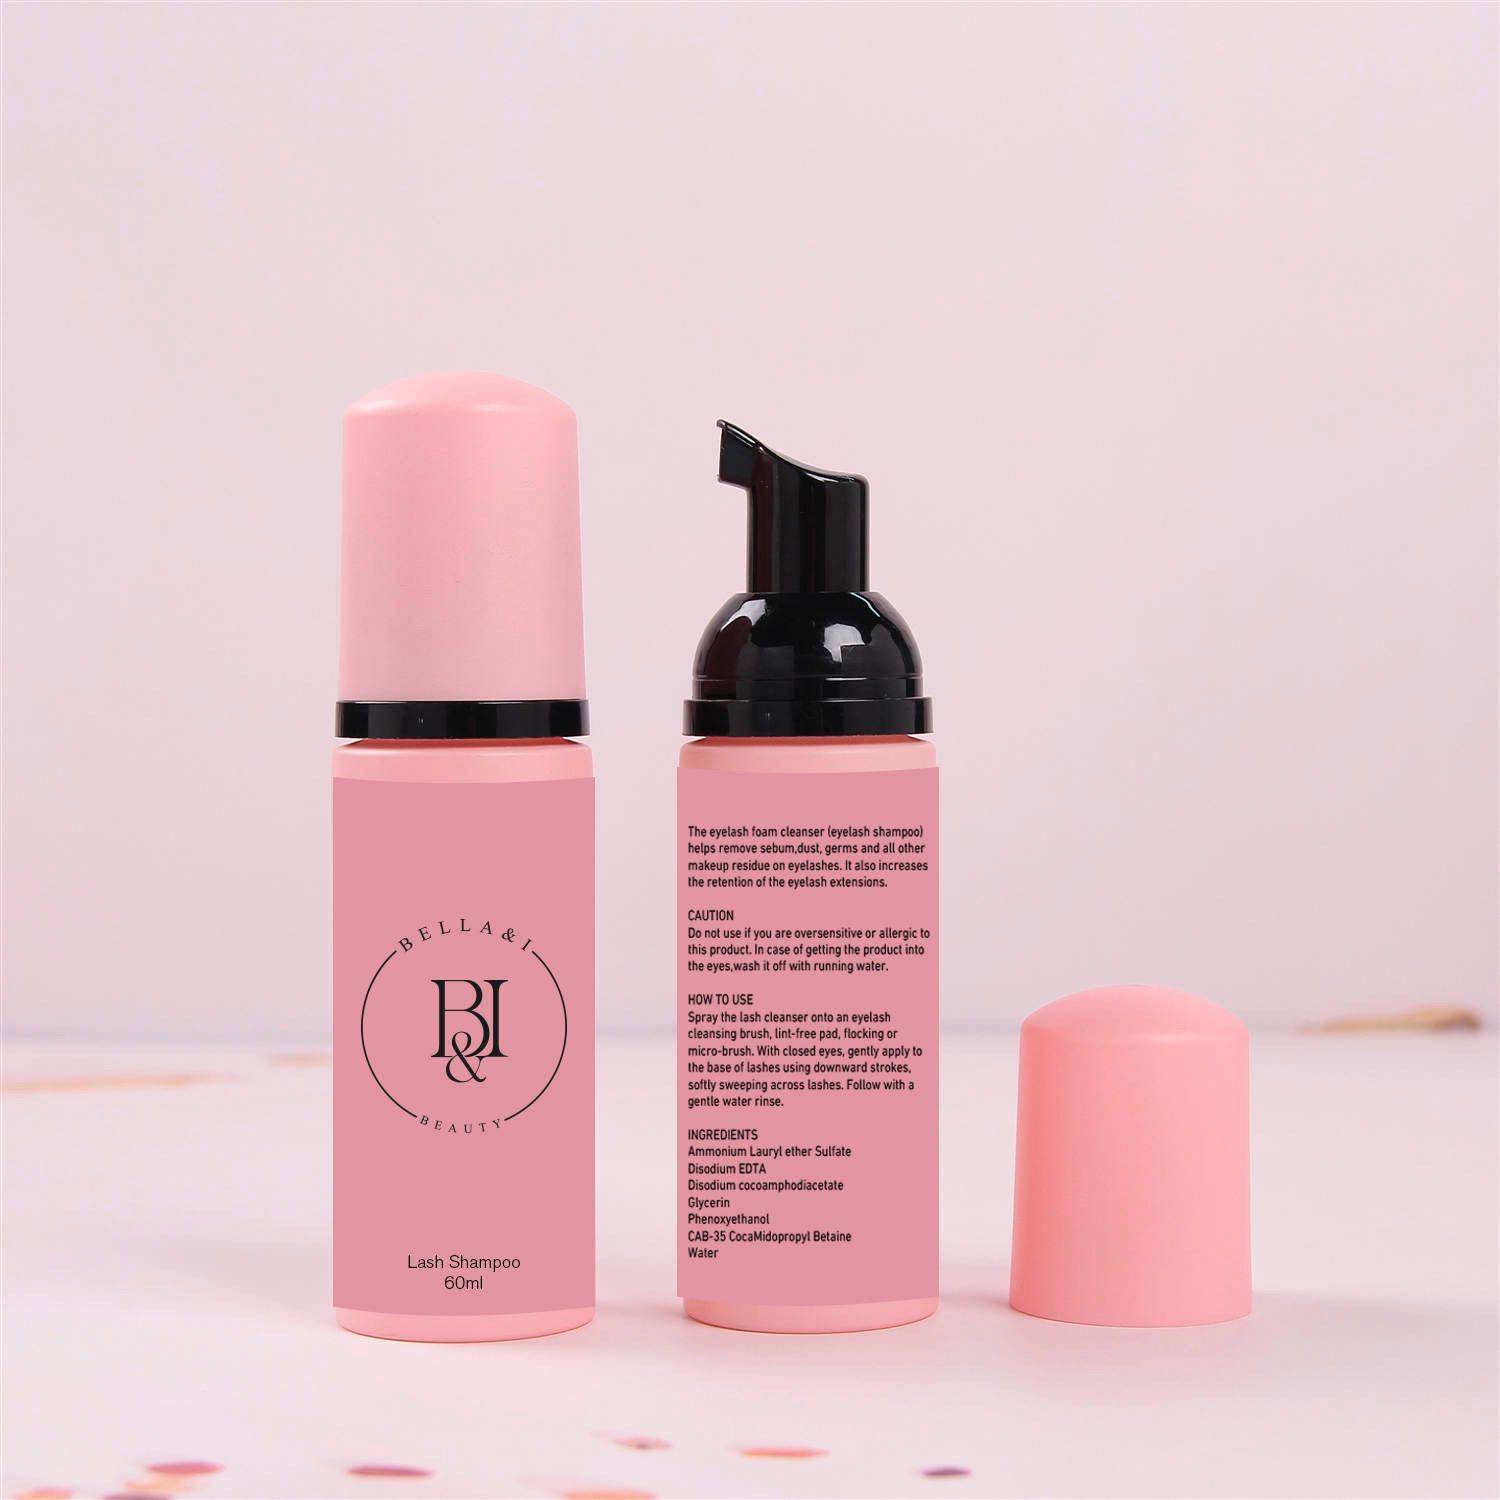 BELLA&I
B&I
BEAUTY
Lash Shampoo
60ml
The eyelash foam cleanser (eyelash shampoo)
helps remove sebum,dust, germs and all other
makeup residue on eyelashes. It also increases
the retention of the eyelash extensions.
CAUTION
Do not use if you are oversensitive or allergic to
this product. In case of getting the product into
the eyes,wash it off with running water.
HOW TO USE
Spray the lash cleanser onto an eyelash
cleansing brush, lint-free pad, flocking or
micro-brush. With closed eyes, gently apply to
the base of lashes using downward strokes,
softly sweeping across lashes. Follow with a
gentle water rinse.
INGREDIENTS
Ammonium Lauryl ether Sulfate
Disodium EDTA
Disodium cocoamphodiacetate
Glycerin
Phenoxyethanol
CAB-35 CocaMidopropyl Betaine
Water